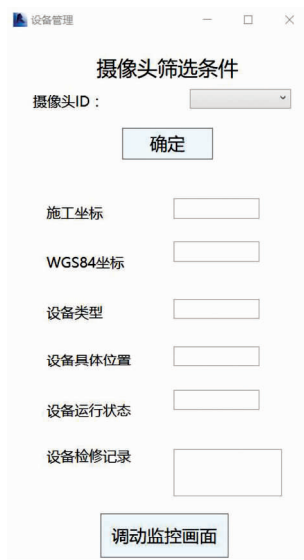 设备管理
摄像头筛选条件
摄像头ID：
确定
施工坐标
WGS84坐标
设备类型
设备具体位置
设备运行状态
设备检修记录
调动监控画面